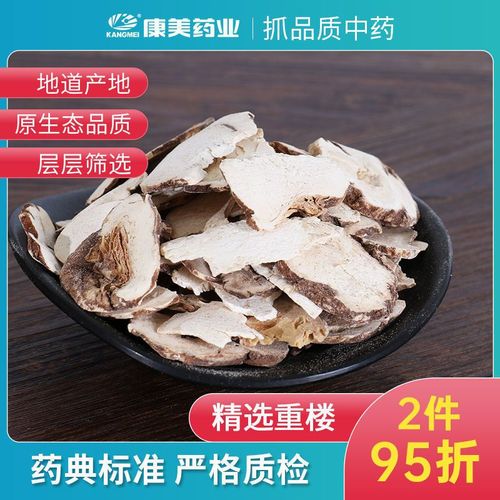 KANGMEI
康美药业
抓品质中药
地道产地
原生态品质
层层筛选
精选重楼
2件
95折
药典标准 严格质检